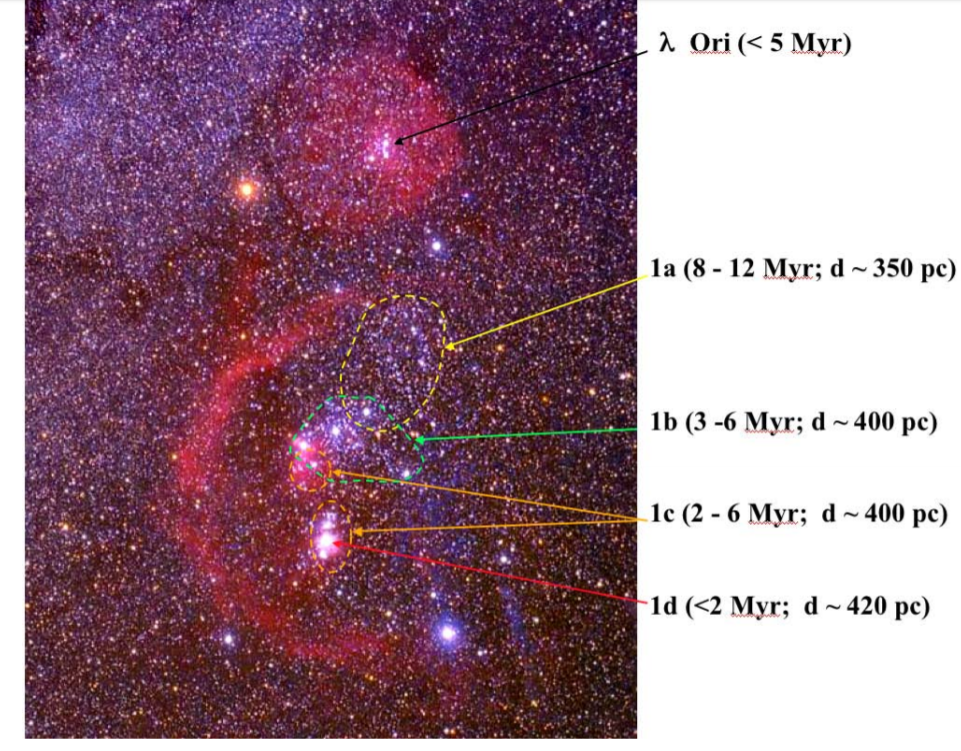 λ Ori (< 5 Myr)
1a (8 - 12 Myr; d ~ 350 pc)
1b (3 -6 Myr; d ~ 400 pc)
1c (2 - 6 Myr; d ~ 400 pc)
1d (<2 Myr; d ~ 420 pc)